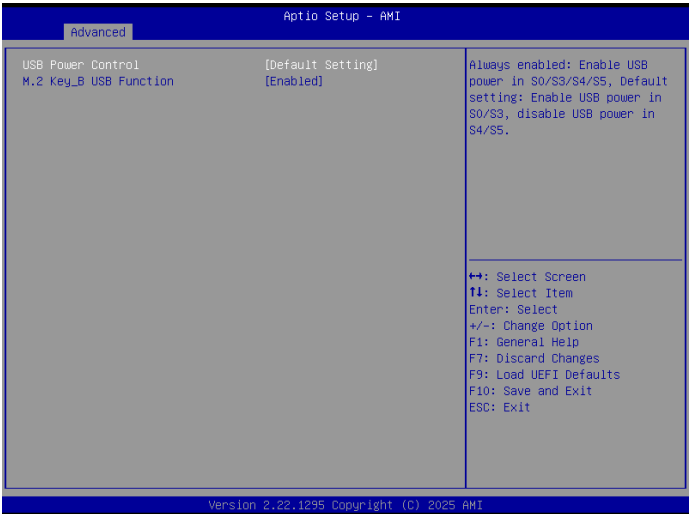 Aptio Setup - AMI
Advanced
USB Power Control [Default Setting]
M.2 Key_B USB Function [Enabled]
Always enabled: Enable USB
power in S0/S3/S4/S5, Default
setting: Enable USB power in
S0/S3, disable USB power in
S4/S5.
↔: Select Screen
↑↓: Select Item
Enter: Select
+/-: Change Option
F1: General Help
F7: Discard Changes
F9: Load UEFI Defaults
F10: Save and Exit
ESC: Exit
Version 2.22.1295 Copyright (C) 2025 AMI